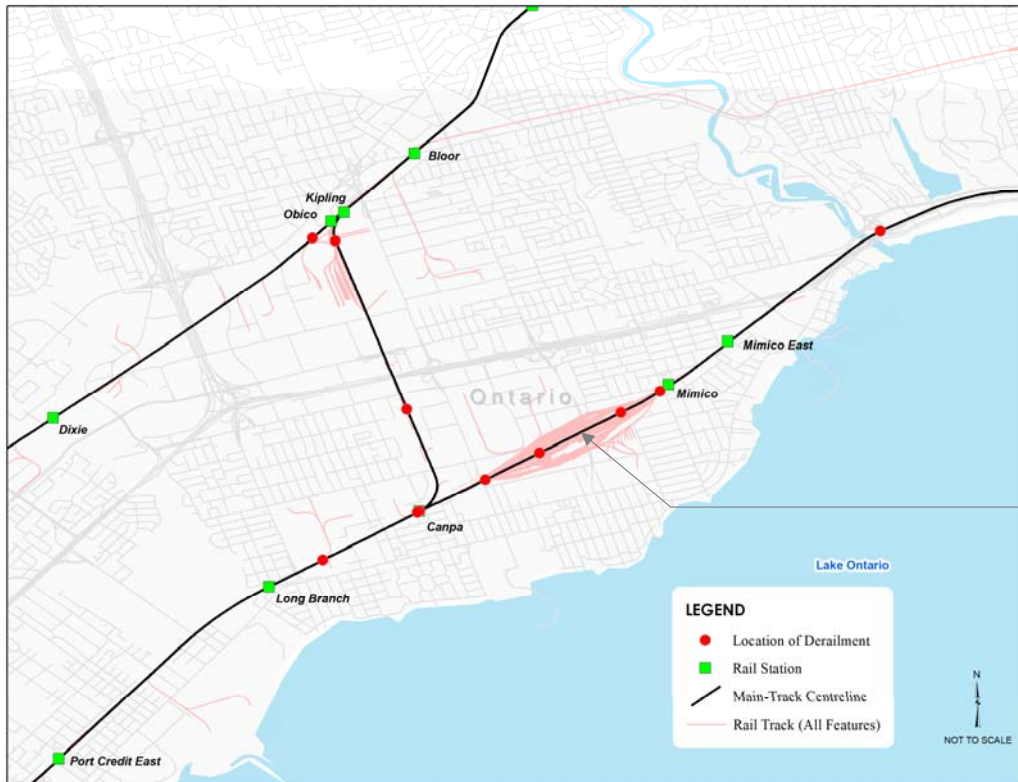 Bloor
Kipling
Obico
Mimico East
Ontario
Mimico
Dixie
Canpa
Lake Ontario
Long Branch
LEGEND
Location of Derailment
Rail Station
Main-Track Centreline
Rail Track (All Features)
N
NOT TO SCALE
Port Credit East